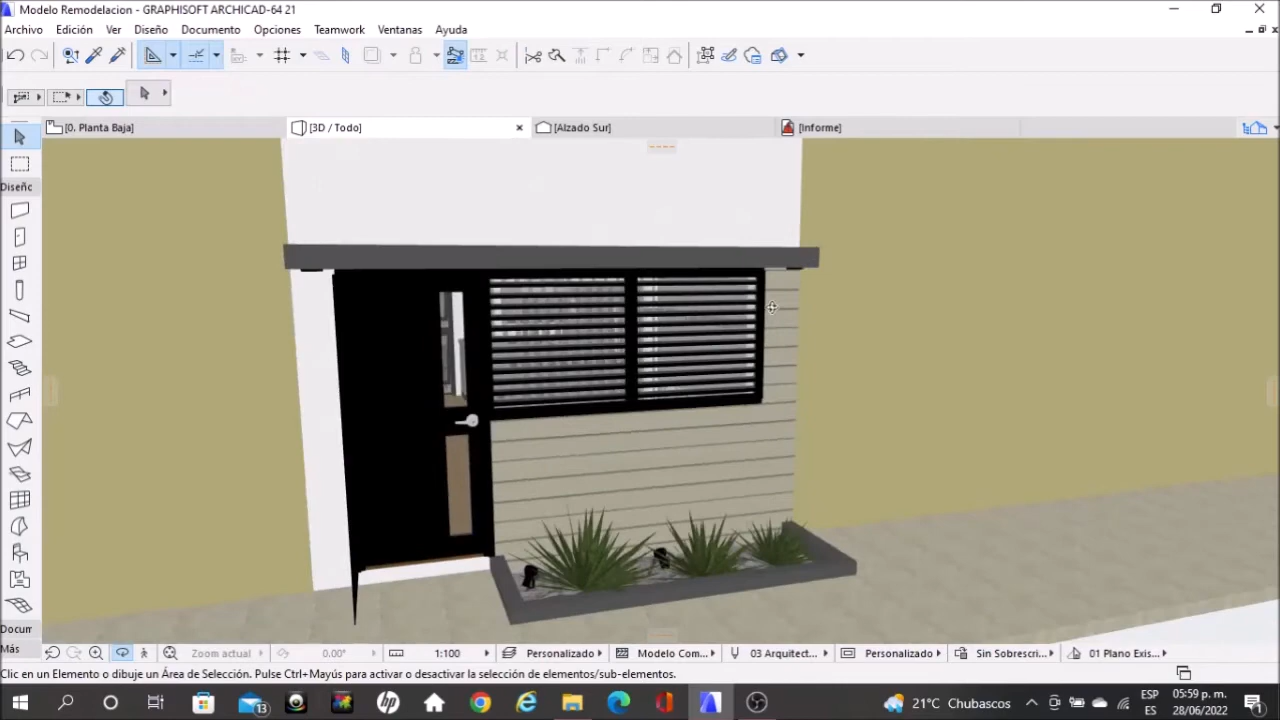 Modelo Remodelacion - GRAPHISOFT ARCHICAD-64 21
Archivo Edición Ver Diseño Documento Opciones Teamwork Ventanas Ayuda
[0. Planta Baja] [3D / Todo] [Alzado Sur] [Informe]
Diseñc
Docum
Más
Zoom actual 0.00° 1:100 Personalizado Modelo Com... 03 Arquitect... Personalizado Sin Sobrescri... 01 Plano Exis...
Clic en un Elemento o dibuje un Área de Selección. Pulse Ctrl+Mayús para activar o desactivar la selección de elementos/sub-elementos.
13 21°C Chubascos ESP 05:59 p. m.
ES 28/06/2022 1